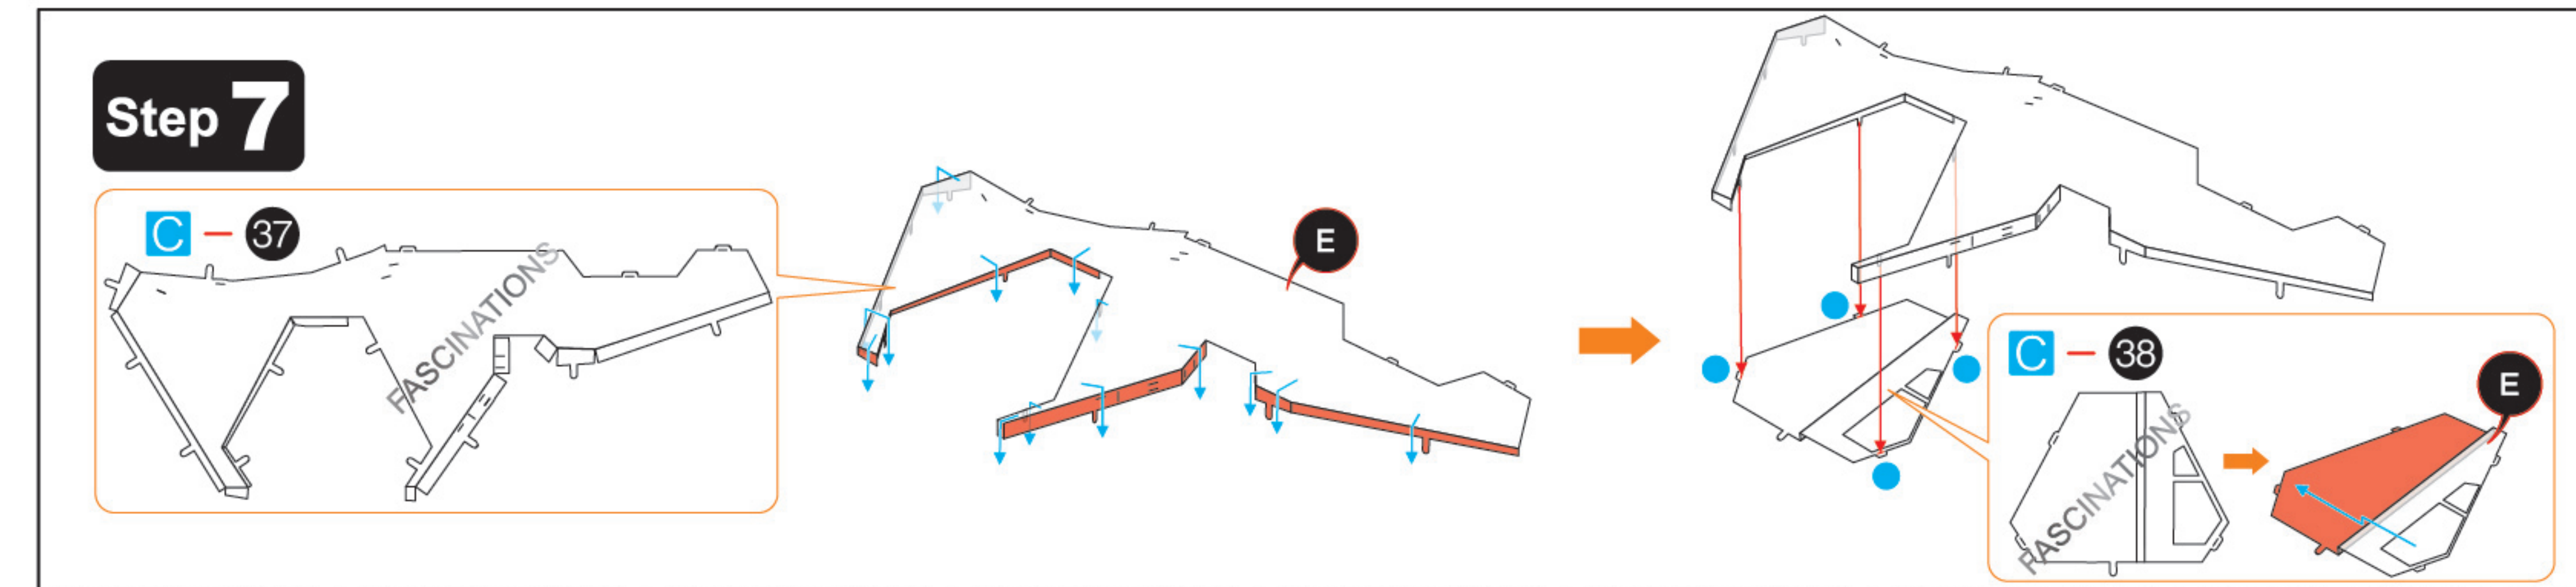 Step 7
C – 37
FASCINATIONS
E
C – 38
FASCINATIONS
E